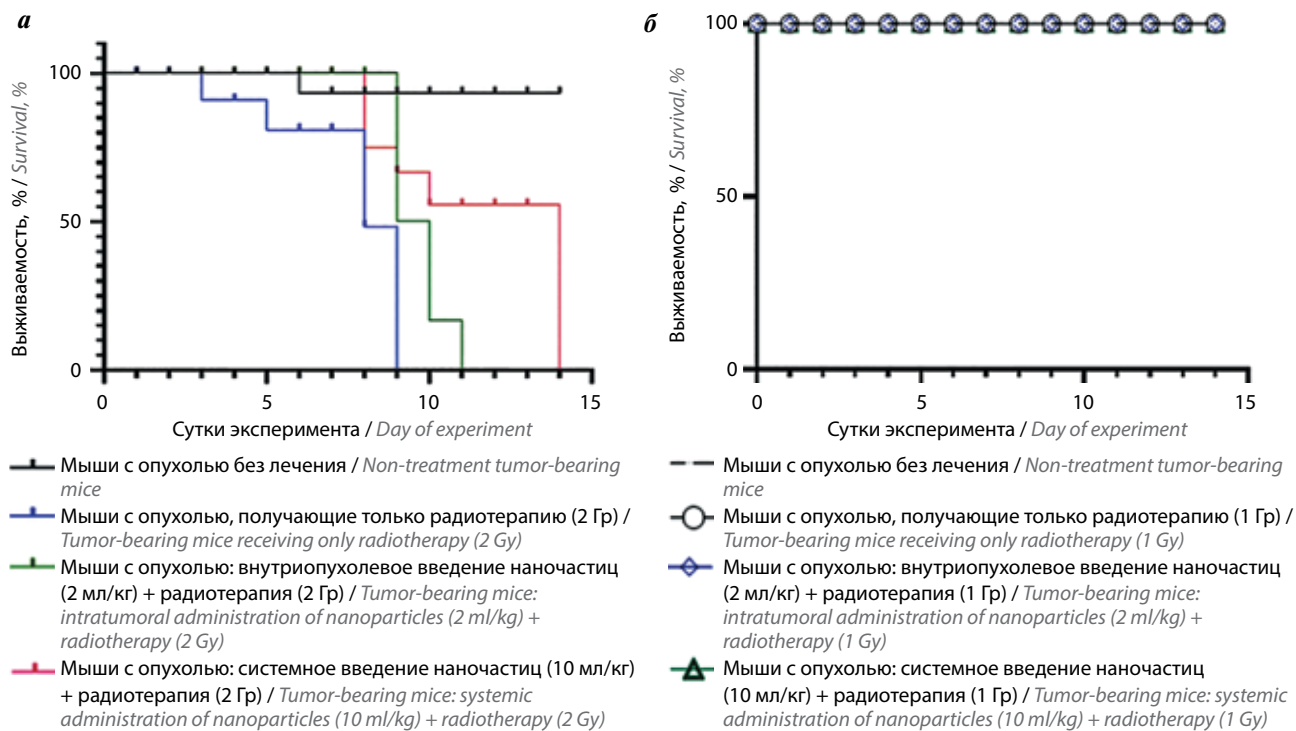 а
100
50
0
Выживаемость, % / Survival, %
0 5 10 15
Сутки эксперимента / Day of experiment
Мыши с опухолью без лечения / Non-treatment tumor-bearing
mice
Мыши с опухолью, получающие только радиотерапию (2 Гр) /
Tumor-bearing mice receiving only radiotherapy (2 Gy)
Мыши с опухолью: внутриопухолевое введение наночастиц
(2 мл/кг) + радиотерапия (2 Гр) / Tumor-bearing mice:
intratumoral administration of nanoparticles (2 ml/kg) +
radiotherapy (2 Gy)
Мыши с опухолью: системное введение наночастиц (10 мл/кг)
+ радиотерапия (2 Гр) / Tumor-bearing mice: systemic
administration of nanoparticles (10 ml/kg) + radiotherapy (2 Gy)
б
100
50
0
Выживаемость, % / Survival, %
0 5 10 15
Сутки эксперимента / Day of experiment
Мыши с опухолью без лечения / Non-treatment tumor-bearing
mice
Мыши с опухолью, получающие только радиотерапию (1 Гр) /
Tumor-bearing mice receiving only radiotherapy (1 Gy)
Мыши с опухолью: внутриопухолевое введение наночастиц
(2 мл/кг) + радиотерапия (1 Гр) / Tumor-bearing mice:
intratumoral administration of nanoparticles (2 ml/kg) +
radiotherapy (1 Gy)
Мыши с опухолью: системное введение наночастиц
(10 мл/кг) + радиотерапия (1 Гр) / Tumor-bearing mice: systemic
administration of nanoparticles (10 ml/kg) + radiotherapy (1 Gy)